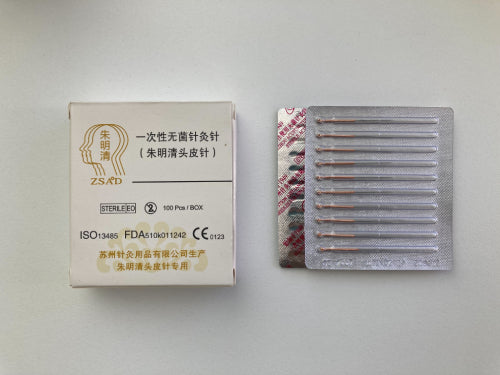 朱明清
ZSAD
一次性无菌针灸针
(朱明清头皮针)
STERILE EO
2
100 Pcs / BOX
ISO13485 FDA510k011242 CE0123
苏州针灸用品有限公司生产
朱明清头皮针专用